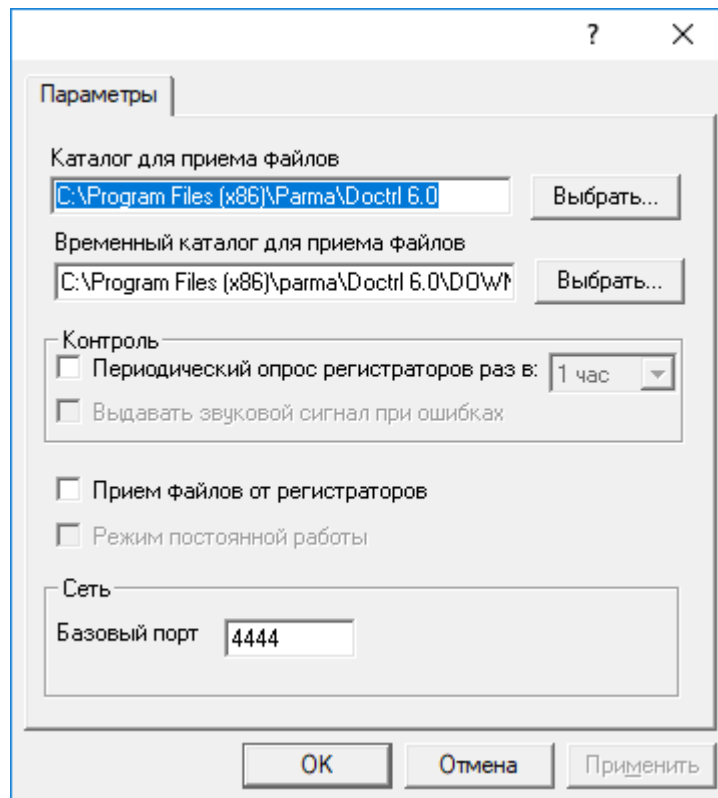 ?
Параметры
Каталог для приема файлов
C:\Program Files (x86)\Parma\Doctrl 6.0
Выбрать...
Временный каталог для приема файлов
C:\Program Files (x86)\parma\Doctrl 6.0\DOWN
Выбрать...
Контроль
Периодический опрос регистраторов раз в: 1 час
Выдавать звуковой сигнал при ошибках
Прием файлов от регистраторов
Режим постоянной работы
Сеть
Базовый порт 4444
OK Отмена Применить